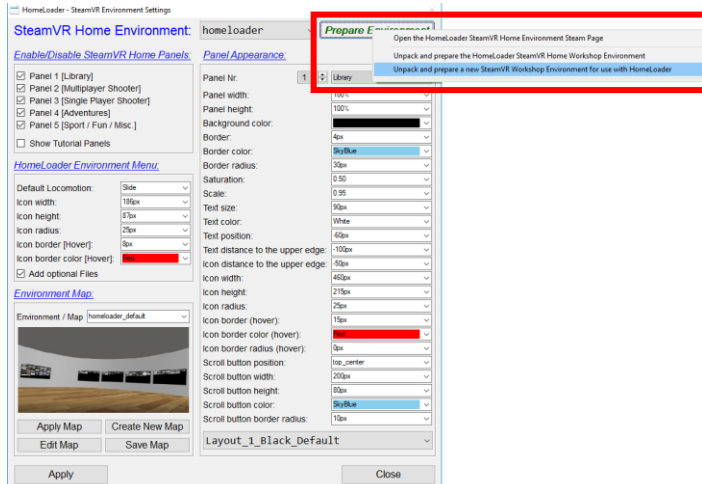 HomeLoader - SteamVR Environment Settings
SteamVR Home Environment: homeloader Prepare Environment
Open the HomeLoader SteamVR Home Environment Steam Page
Unpack and prepare the HomeLoader SteamVR Home Workshop Environment
Unpack and prepare a new SteamVR Workshop Environment for use with HomeLoader
Enable/Disable SteamVR Home Panels:
Panel 1 [Library]
Panel 2 [Multiplayer Shooter]
Panel 3 [Single Player Shooter]
Panel 4 [Adventures]
Panel 5 [Sport / Fun / Misc.]
Show Tutorial Panels
HomeLoader Environment Menu:
Default Locomotion: Slide
Icon width: 186px
Icon height: 87px
Icon radius: 25px
Icon border [Hover]: 8px
Icon border color [Hover]: Red
Add optional Files
Environment Map:
Environment / Map homeloader_default
Apply Map Create New Map
Edit Map Save Map
Panel Appearance:
Panel Nr. 1 Library
Panel width: 100%
Panel height: 100%
Background color:
Border: 4px
Border color: SkyBlue
Border radius: 30px
Saturation: 0.50
Scale: 0.95
Text size: 90px
Text color: White
Text position: -60px
Text distance to the upper edge: -100px
Icon distance to the upper edge: -50px
Icon width: 460px
Icon height: 215px
Icon radius: 25px
Icon border (hover): 15px
Icon border color (hover): Red
Icon border radius (hover): 0px
Scroll button position: top_center
Scroll button width: 200px
Scroll button height: 80px
Scroll button color: SkyBlue
Scroll button border radius: 10px
Layout_1_Black_Default
Apply Close